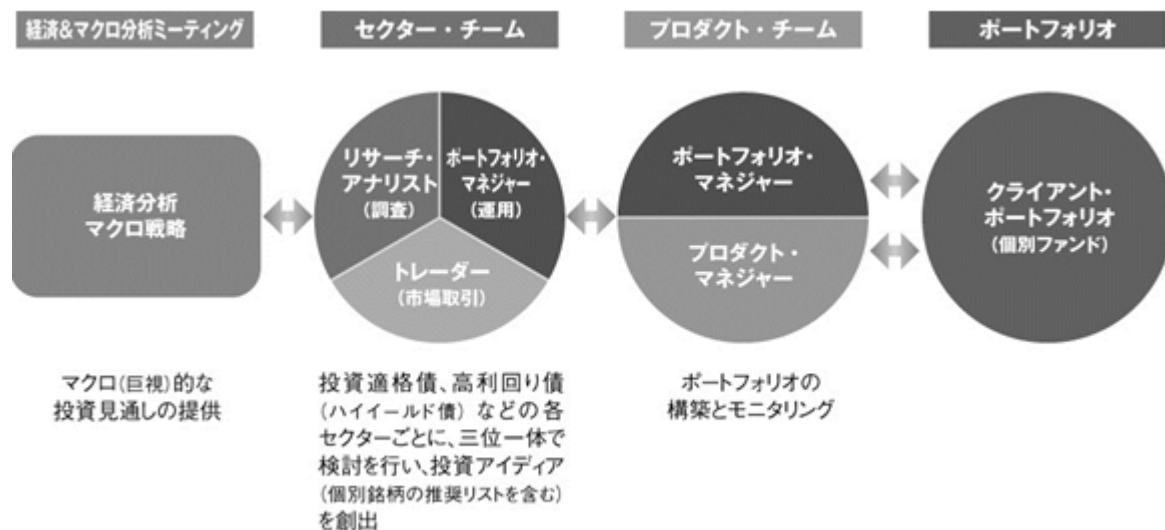 経済&マクロ分析ミーティング
セクター・チーム
プロダクト・チーム
ポートフォリオ
経済分析
マクロ戦略
リサーチ・
アナリスト
(調査)
ポートフォリオ・
マネジャー
(運用)
トレーダー
(市場取引)
ポートフォリオ・
マネジャー
プロダクト・
マネジャー
クライアント・
ポートフォリオ
(個別ファンド)
マクロ(巨視)的な
投資見通しの提供
投資適格債、高利回り債
(ハイイールド債)などの各
セクターごとに、三位一体で
検討を行い、投資アイディア
(個別銘柄の推奨リストを含む)
を創出
ポートフォリオの
構築とモニタリング